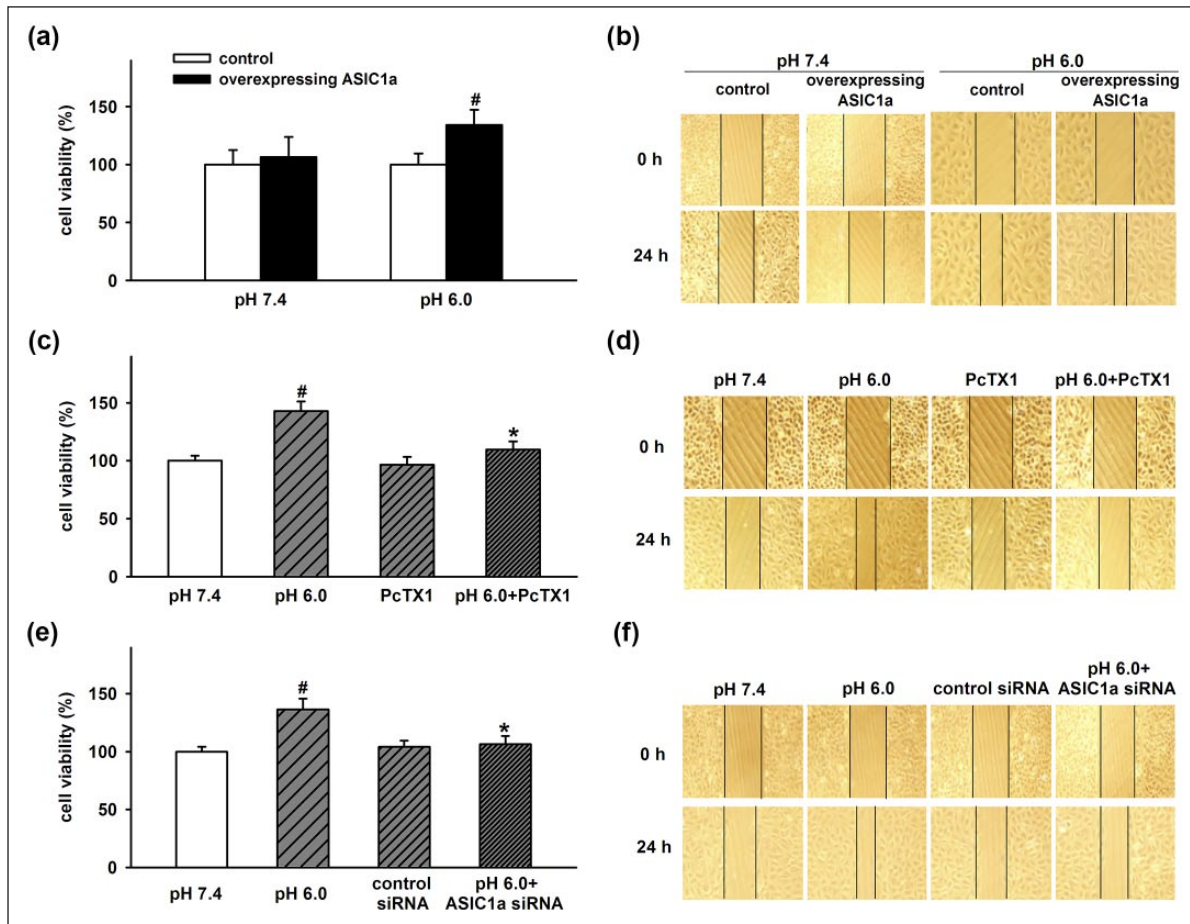 (a)
control
overexpressing ASIC1a
#
cell viability (%)
150
100
50
0
pH 7.4
pH 6.0
(b)
pH 7.4
pH 6.0
control
overexpressing
ASIC1a
control
overexpressing
ASIC1a
0 h
24 h
(c)
cell viability (%)
150
100
50
0
#
*
pH 7.4
pH 6.0
PcTX1
pH 6.0+PcTX1
(d)
pH 7.4
pH 6.0
PcTX1
pH 6.0+PcTX1
0 h
24 h
(e)
cell viability (%)
150
100
50
0
#
*
pH 7.4
pH 6.0
control
siRNA
pH 6.0+
ASIC1a siRNA
(f)
pH 7.4
pH 6.0
control siRNA
pH 6.0+
ASIC1a siRNA
0 h
24 h